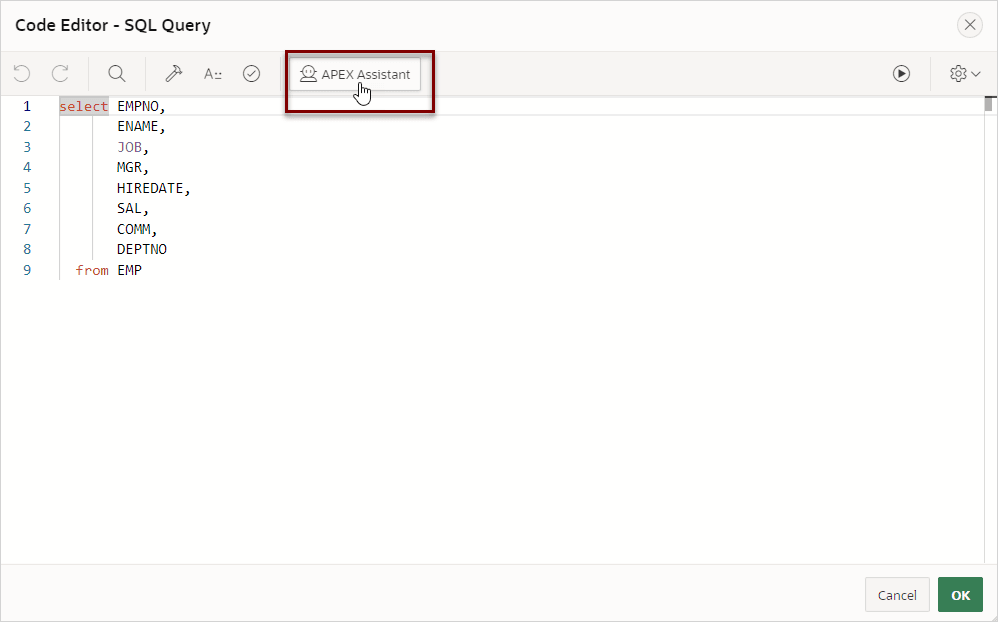 Code Editor - SQL Query
A::
APEX Assistant
1 select EMPNO,
2 ENAME,
3 JOB,
4 MGR,
5 HIREDATE,
6 SAL,
7 COMM,
8 DEPTNO
9 from EMP
Cancel
OK